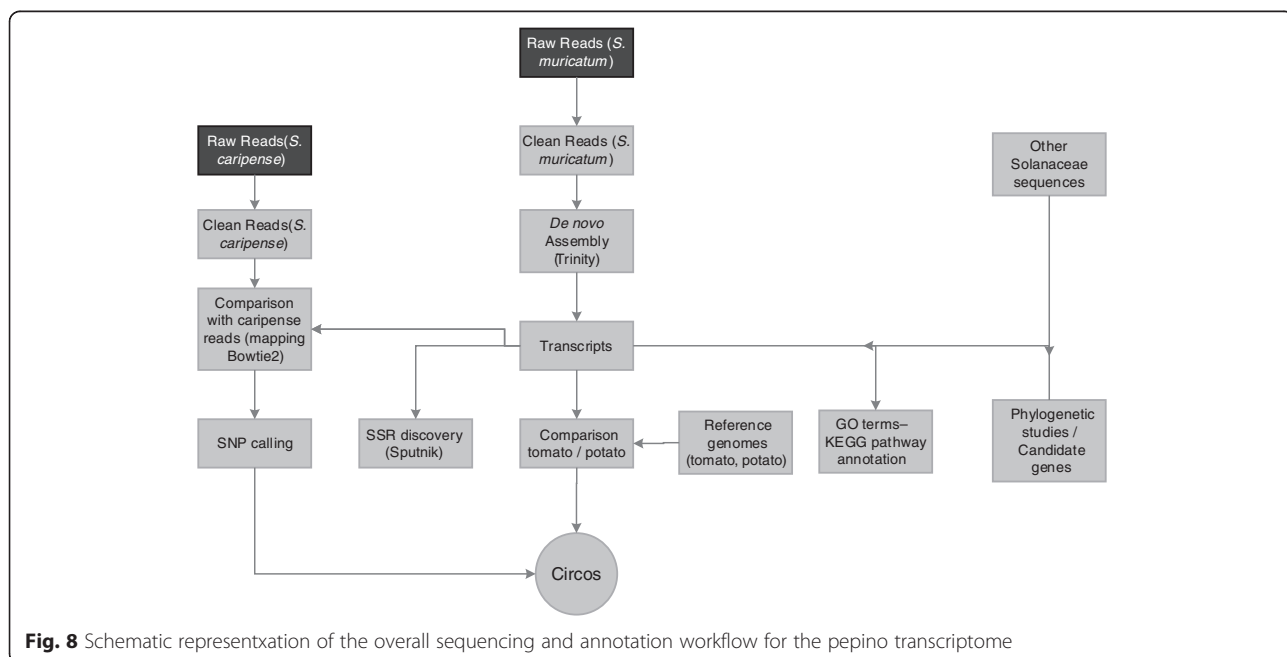 Raw Reads (S.
muricatum)
Raw Reads(S.
caripense)
Clean Reads (S.
muricatum)
Other
Solanaceae
sequences
Clean Reads(S.
caripense)
De novo
Assembly
(Trinity)
Comparison
with caripense
reads (mapping
Bowtie2)
Transcripts
SNP calling
SSR discovery
(Sputnik)
Comparison
tomato / potato
Reference
genomes
(tomato, potato)
GO terms–
KEGG pathway
annotation
Phylogenetic
studies /
Candidate
genes
Circos
Fig. 8 Schematic representxation of the overall sequencing and annotation workflow for the pepino transcriptome